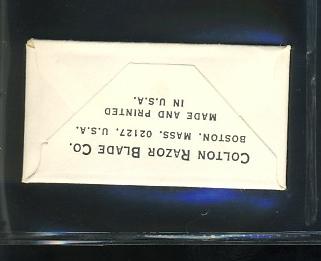 COLTON RAZOR BLADE CO.
BOSTON, MASS. 02127, U.S.A.
MADE AND PRINTED
IN U.S.A.